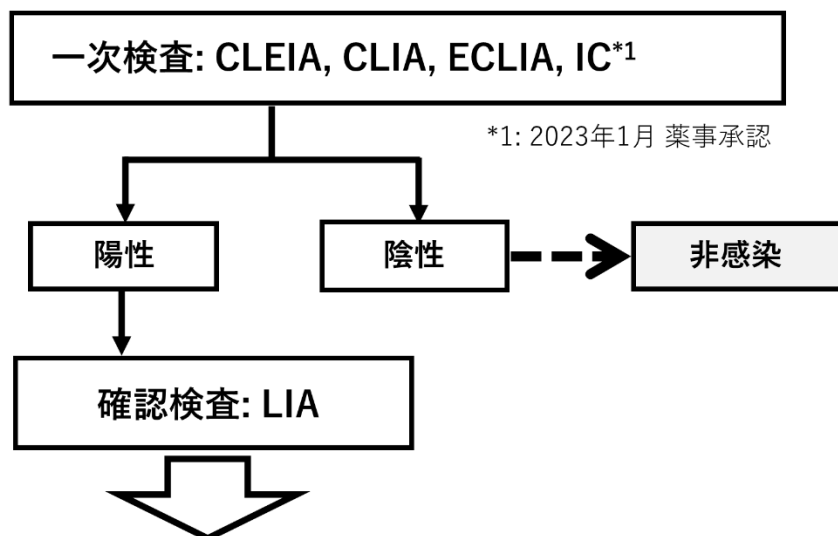 一次検査: CLEIA, CLIA, ECLIA, IC*1
*1: 2023年1月 薬事承認
陽性
陰性
非感染
確認検査: LIA